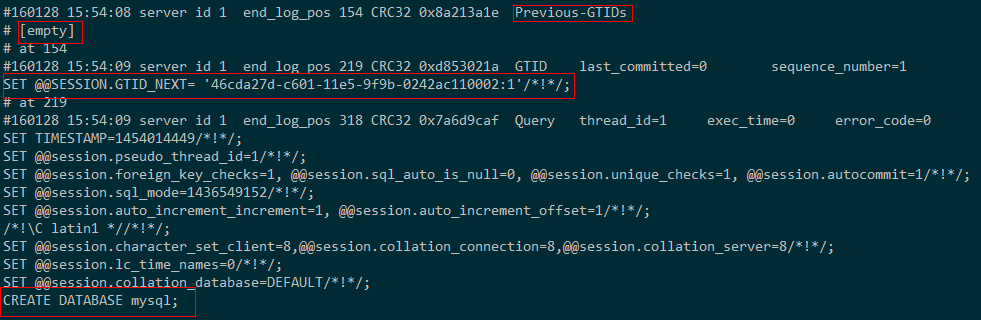 #160128 15:54:08 server id 1  end_log_pos 154 CRC32 0x8a213a1e  Previous-GTIDs
# [empty]
# at 154
#160128 15:54:09 server id 1  end_log_pos 219 CRC32 0xd853021a  GTID    last_committed=0        sequence_number=1
SET @@SESSION.GTID_NEXT= '46cda27d-c601-11e5-9f9b-0242ac110002:1'/*!*/;
# at 219
#160128 15:54:09 server id 1  end_log_pos 318 CRC32 0x7a6d9caf  Query   thread_id=1     exec_time=0     error_code=0
SET TIMESTAMP=1454014449/*!*/;
SET @@session.pseudo_thread_id=1/*!*/;
SET @@session.foreign_key_checks=1, @@session.sql_auto_is_null=0, @@session.unique_checks=1, @@session.autocommit=1/*!*/;
SET @@session.sql_mode=1436549152/*!*/;
SET @@session.auto_increment_increment=1, @@session.auto_increment_offset=1/*!*/;
/*!\C latin1 *//*!*/;
SET @@session.character_set_client=8,@@session.collation_connection=8,@@session.collation_server=8/*!*/;
SET @@session.lc_time_names=0/*!*/;
SET @@session.collation_database=DEFAULT/*!*/;
CREATE DATABASE mysql;